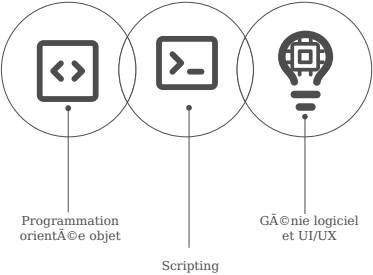 Programmation
orientÃ©e objet
Scripting
GÃ©nie logiciel
et UI/UX